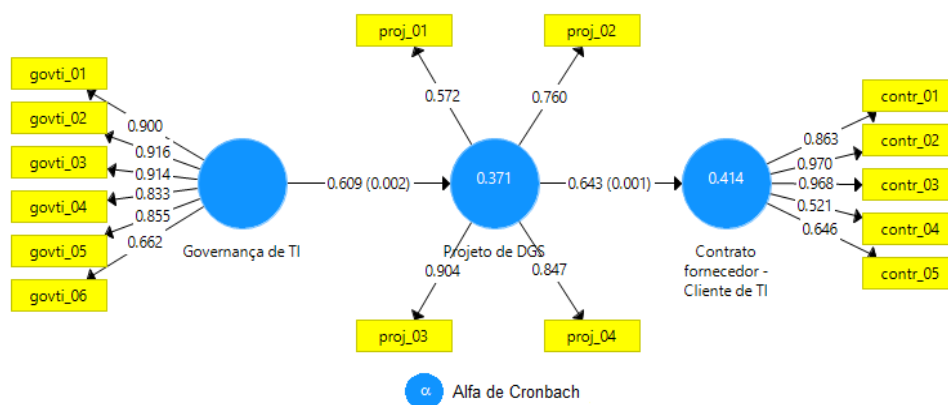 proj_01
proj_02
govti_01
govti_02
govti_03
govti_04
govti_05
govti_06
0.900
0.916
0.914
0.833
0.855
0.662
Governança de TI
0.609 (0.002)
0.572
0.760
0.371
Projeto de DGS
0.904
0.847
proj_03
proj_04
0.643 (0.001)
0.414
Contrato
fornecedor -
Cliente de TI
0.863
0.970
0.968
0.521
0.646
contr_01
contr_02
contr_03
contr_04
contr_05
α Alfa de Cronbach